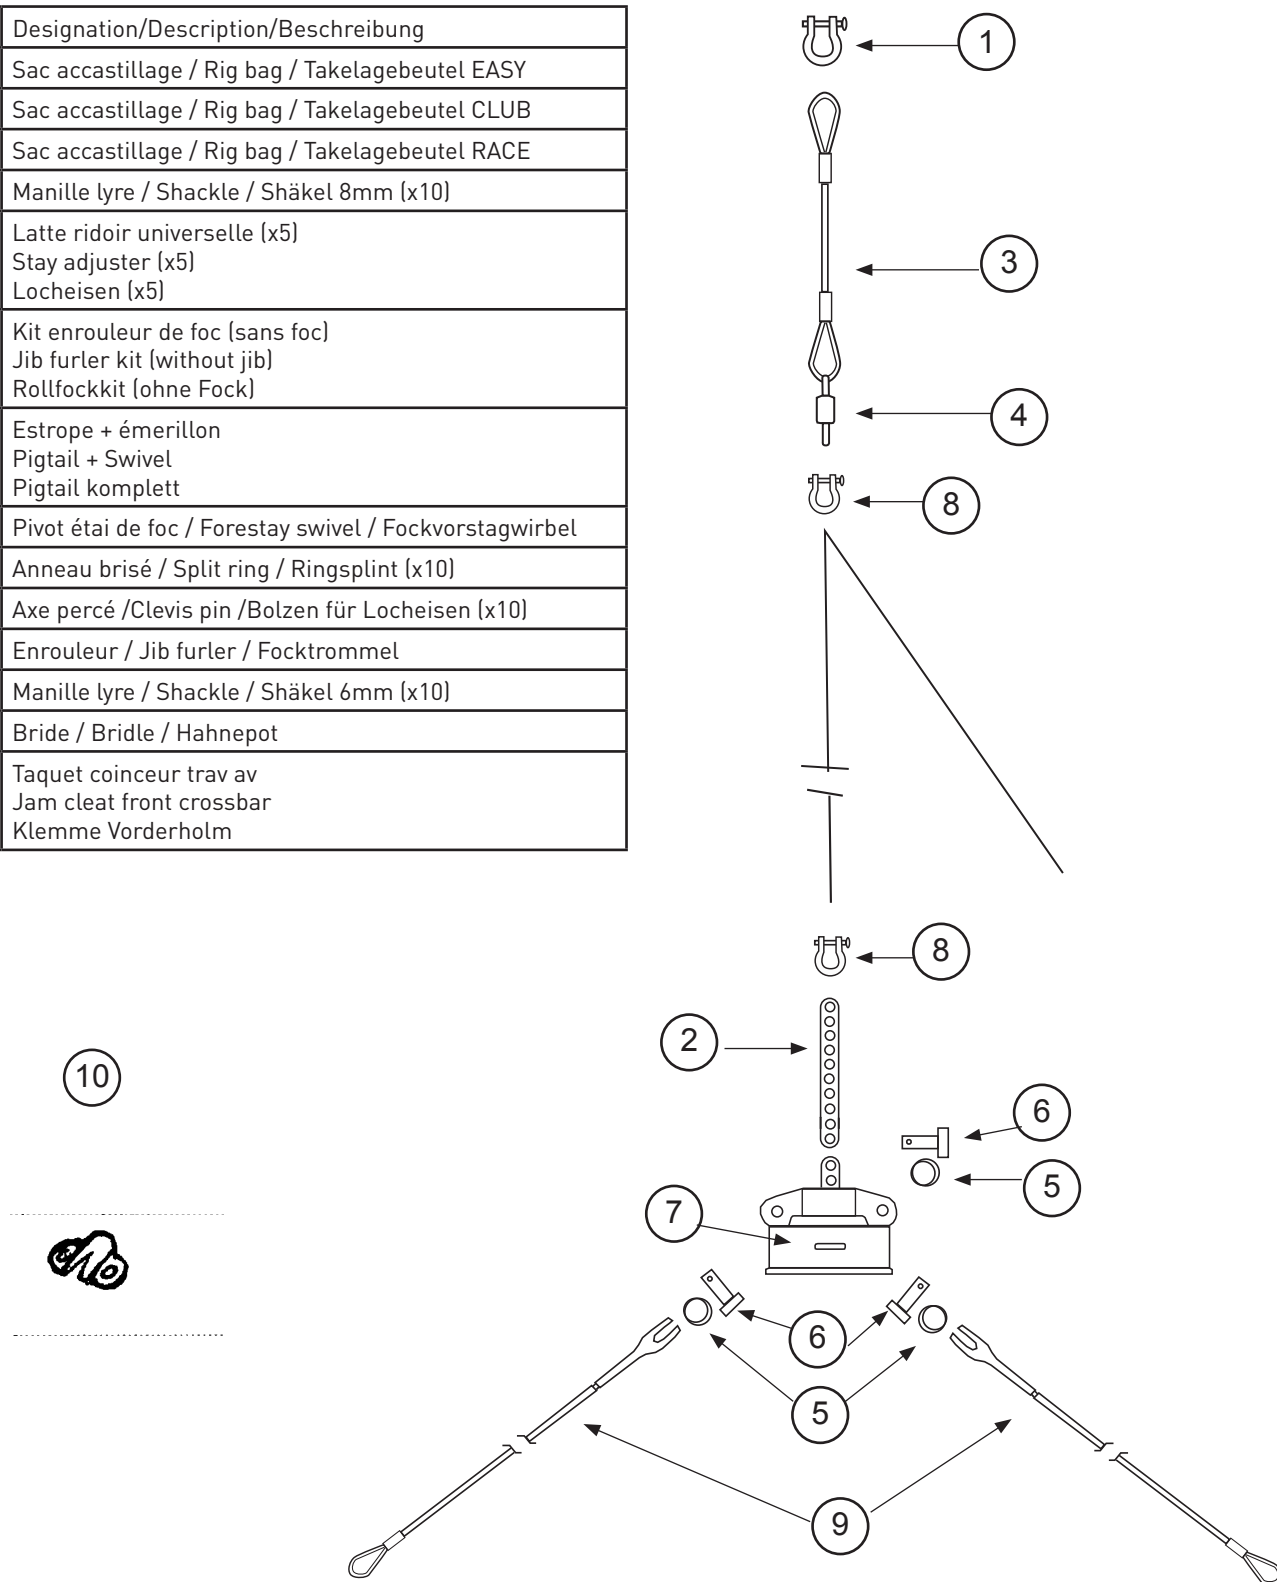 Designation/Description/Beschreibung
Sac accastillage / Rig bag / Takelagebeutel EASY
Sac accastillage / Rig bag / Takelagebeutel CLUB
Sac accastillage / Rig bag / Takelagebeutel RACE
Manille lyre / Shackle / Shäkel 8mm (x10)
Latte ridoir universelle (x5)
Stay adjuster (x5)
Locheisen (x5)
Kit enrouleur de foc (sans foc)
Jib furler kit (without jib)
Rollfockkit (ohne Fock)
Estrope + émerillon
Pigtail + Swivel
Pigtail komplett
Pivot étai de foc / Forestay swivel / Fockvorstagwirbel
Anneau brisé / Split ring / Ringsplint (x10)
Axe percé /Clevis pin /Bolzen für Locheisen (x10)
Enrouleur / Jib furler / Focktrommel
Manille lyre / Shackle / Shäkel 6mm (x10)
Bride / Bridle / Hahnepot
Taquet coinceur trav av
Jam cleat front crossbar
Klemme Vorderholm
1
3
4
8
8
2
10
6
5
7
6
5
9